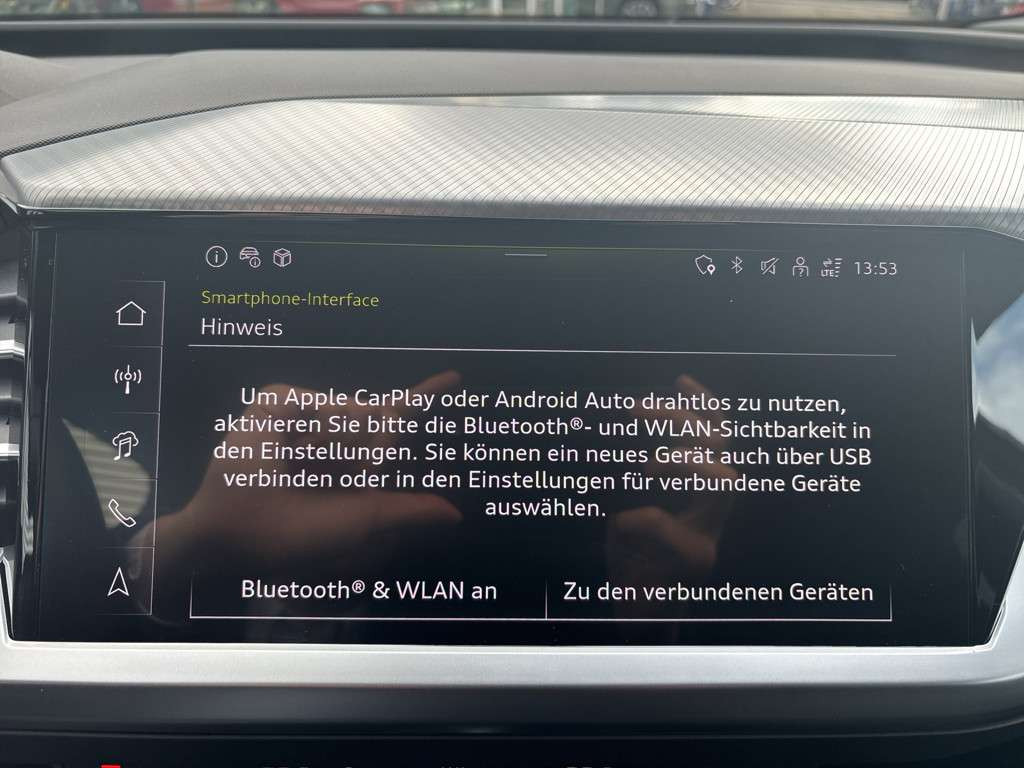 LTE 13:53
Smartphone-Interface
Hinweis
Um Apple CarPlay oder Android Auto drahtlos zu nutzen,
aktivieren Sie bitte die Bluetooth®- und WLAN-Sichtbarkeit in
den Einstellungen. Sie können ein neues Gerät auch über USB
verbinden oder in den Einstellungen für verbundene Geräte
auswählen.
Bluetooth® & WLAN an Zu den verbundenen Geräten